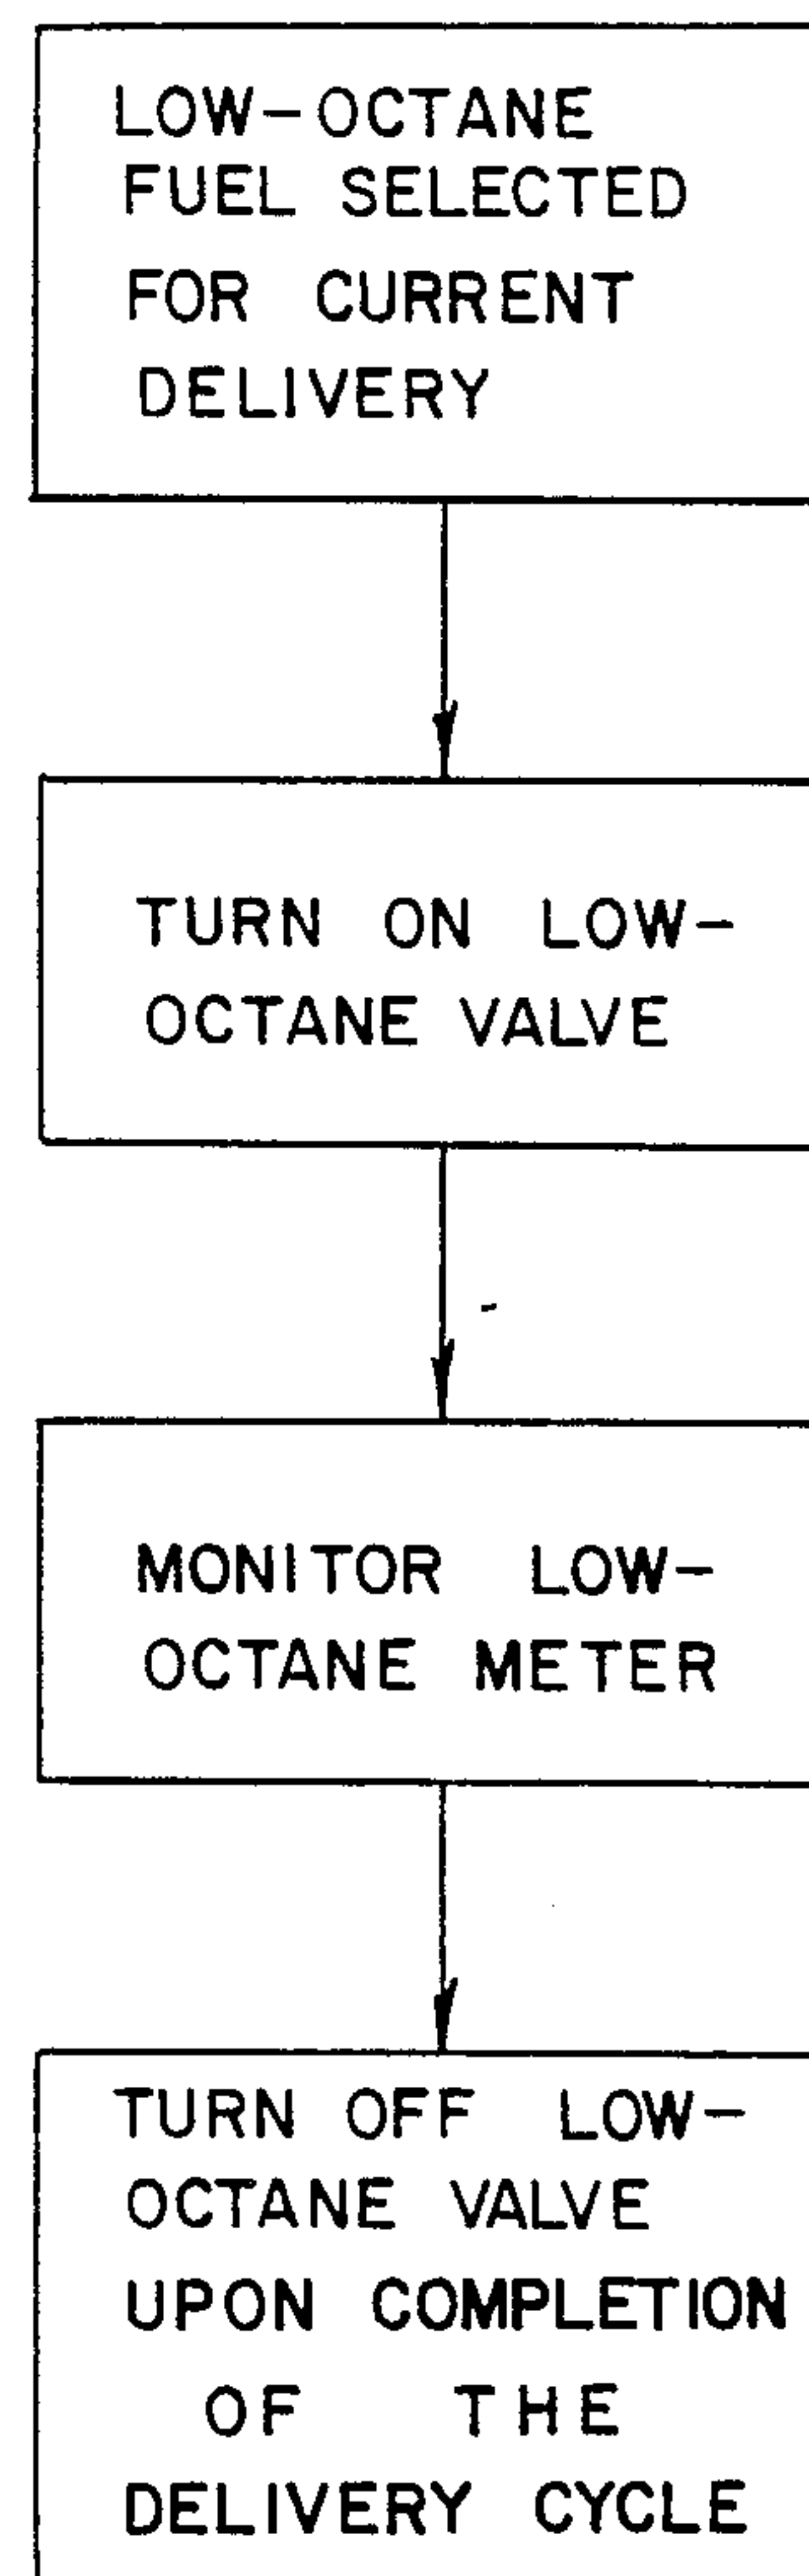 LOW-OCTANE
FUEL SELECTED
FOR CURRENT
DELIVERY
TURN ON LOW-
OCTANE VALVE
MONITOR LOW-
OCTANE METER
TURN OFF LOW-
OCTANE VALVE
UPON COMPLETION
OF THE
DELIVERY CYCLE